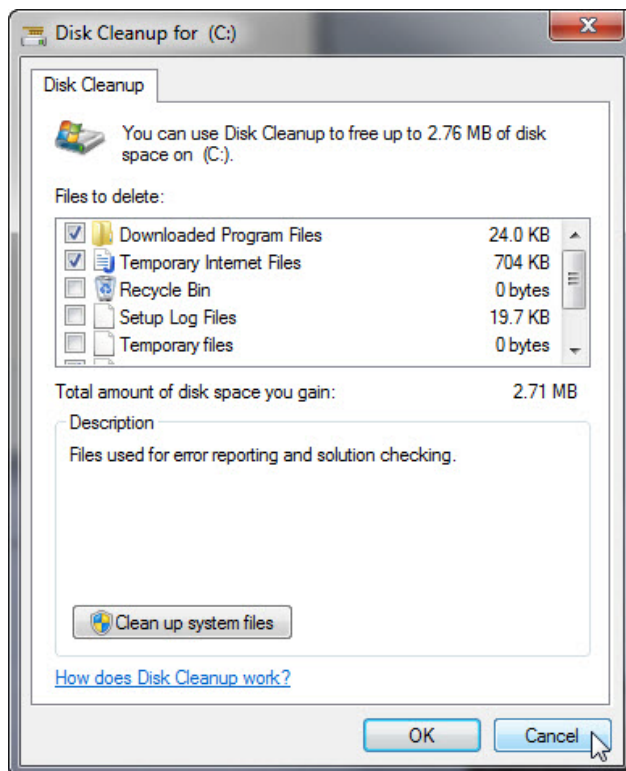 Disk Cleanup for  (C:)
Disk Cleanup
You can use Disk Cleanup to free up to 2.76 MB of disk
space on  (C:).
Files to delete:
Downloaded Program Files 24.0 KB
Temporary Internet Files 704 KB
Recycle Bin 0 bytes
Setup Log Files 19.7 KB
Temporary files 0 bytes
Total amount of disk space you gain: 2.71 MB
Description
Files used for error reporting and solution checking.
Clean up system files
How does Disk Cleanup work?
OK Cancel